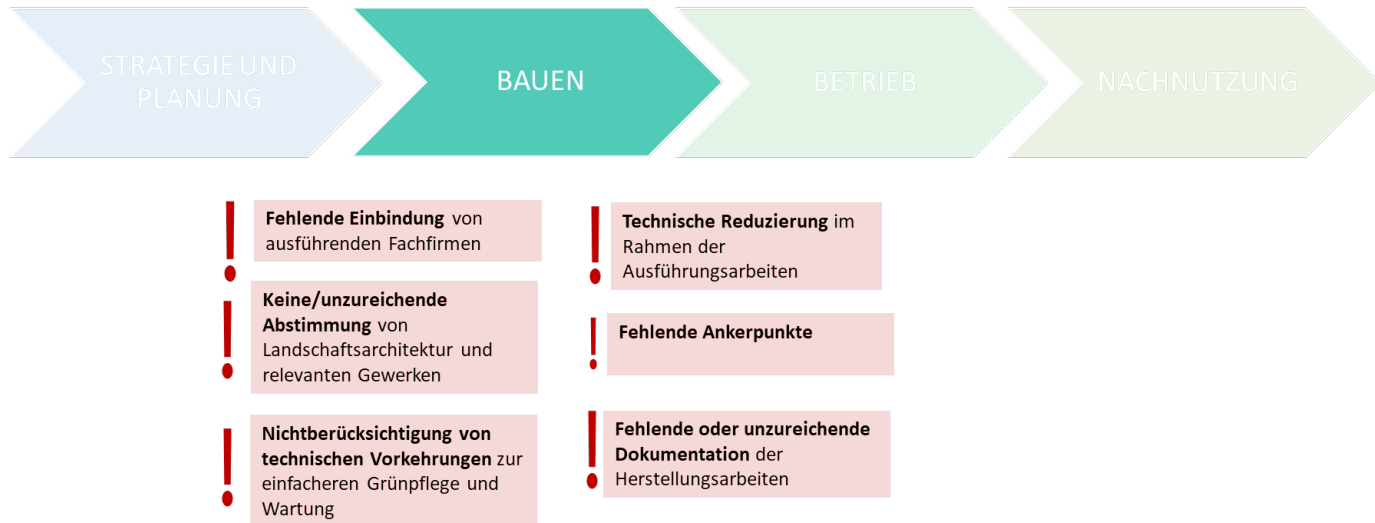 STRATEGIE UND
PLANUNG
BAUEN
BETRIEB
NACHNUTZUNG
Fehlende Einbindung von
ausführenden Fachfirmen
Keine/unzureichende
Abstimmung von
Landschaftsarchitektur und
relevanten Gewerken
Nichtberücksichtigung von
technischen Vorkehrungen zur
einfacheren Grünpflege und
Wartung
Technische Reduzierung im
Rahmen der
Ausführungsarbeiten
Fehlende Ankerpunkte
Fehlende oder unzureichende
Dokumentation der
Herstellungsarbeiten